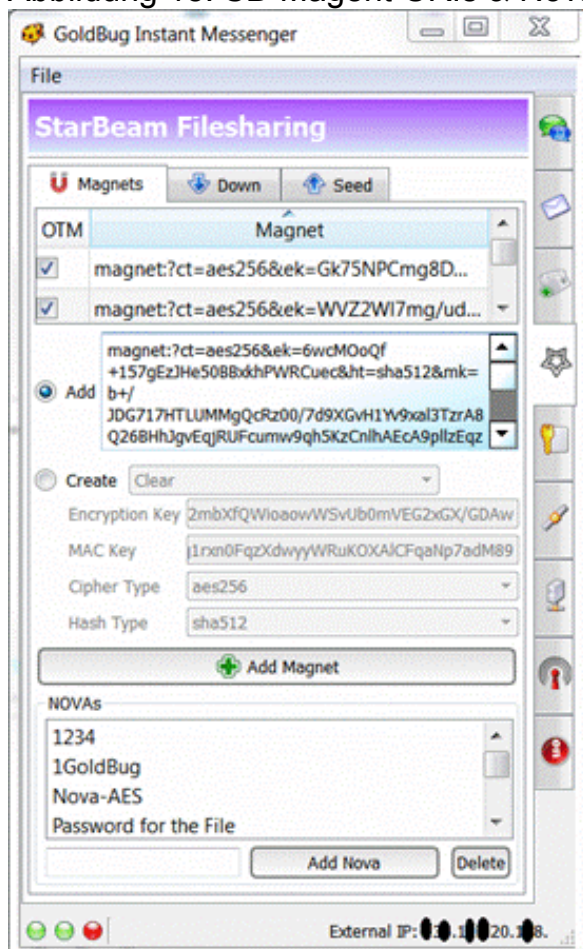 GoldBug Instant Messenger
File
StarBeam Filesharing
Magnets Down Seed
OTM Magnet
magnet:?ct=aes256&ek=Gk75NPCmg8D...
magnet:?ct=aes256&ek=WVZ2WI7mg/ud...
magnet:?ct=aes256&ek=6wcMOoQf
+157gEzJHe50BBxkhPWRCuec&ht=sha512&mk=
Add b+/
JDG717HTLUMMgQcRz00/7d9XGvH1Yv9xal3TzrA8
Q26BHhJgvEqjRUFcumw9qh5KzCnlhAEcA9pllzEqz
Create Clear
Encryption Key 2mbXfQWioaowWSvUb0mVEG2xGX/GDAw
MAC Key j1rxn0FqzXdwyyWRuKOXAlCFqaNp7adM89
Cipher Type aes256
Hash Type sha512
Add Magnet
NOVAs
1234
1GoldBug
Nova-AES
Password for the File
Add Nova Delete
External IP: